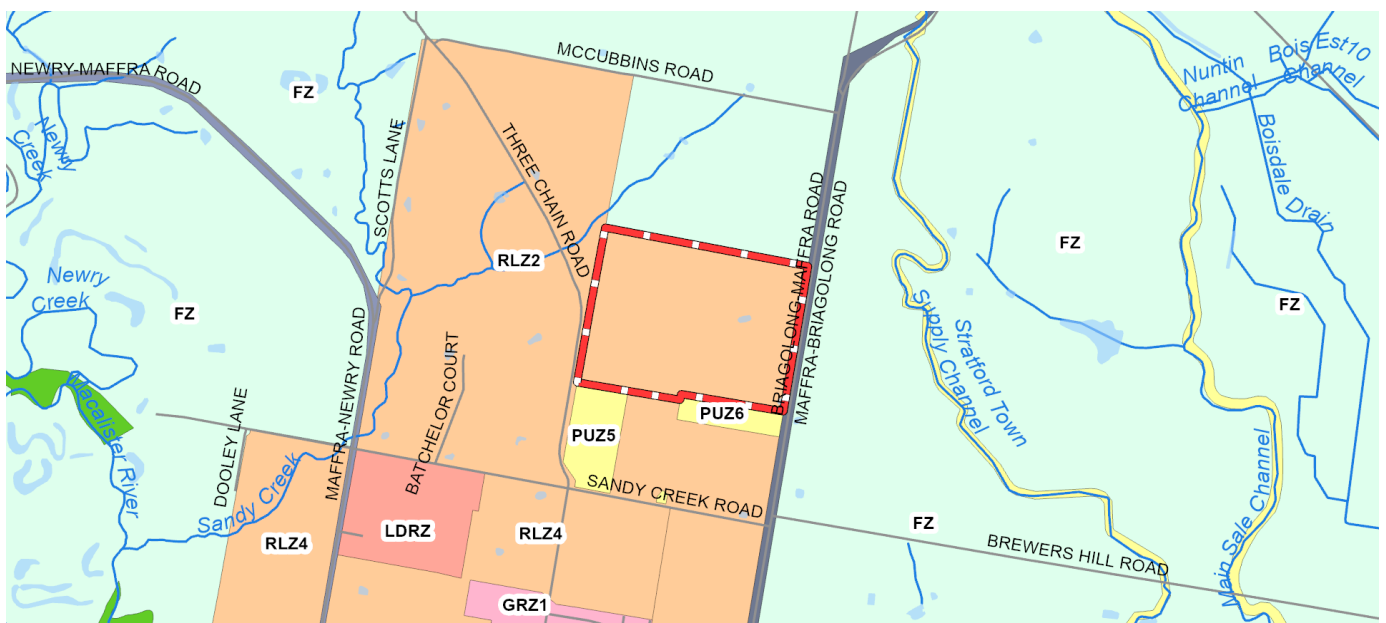 MCCUBBINS ROAD
Bois Est10
Channel
Nuntin
Channel
NEWRY-MAFFRA ROAD
FZ
Newry
Creek
SCOTTS LANE
THREE CHAIN ROAD
Boisdale Drain
BRIAGOLONG-MAFFRA ROAD
MAFFRA-BRIAGOLONG ROAD
FZ
RLZ2
Newry
Creek
FZ
FZ
Stratford Town
Supply Channel
MAFFRA-NEWRY ROAD
BATCHELOR COURT
Macalister River
DOOLEY LANE
PUZ6
PUZ5
Sandy Creek
SANDY CREEK ROAD
LDRZ
RLZ4
RLZ4
FZ
BREWERS HILL ROAD
Main Sale Channel
GRZ1